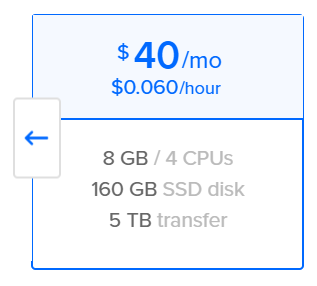 $40/mo
$0.060/hour
8 GB / 4 CPUs
160 GB SSD disk
5 TB transfer